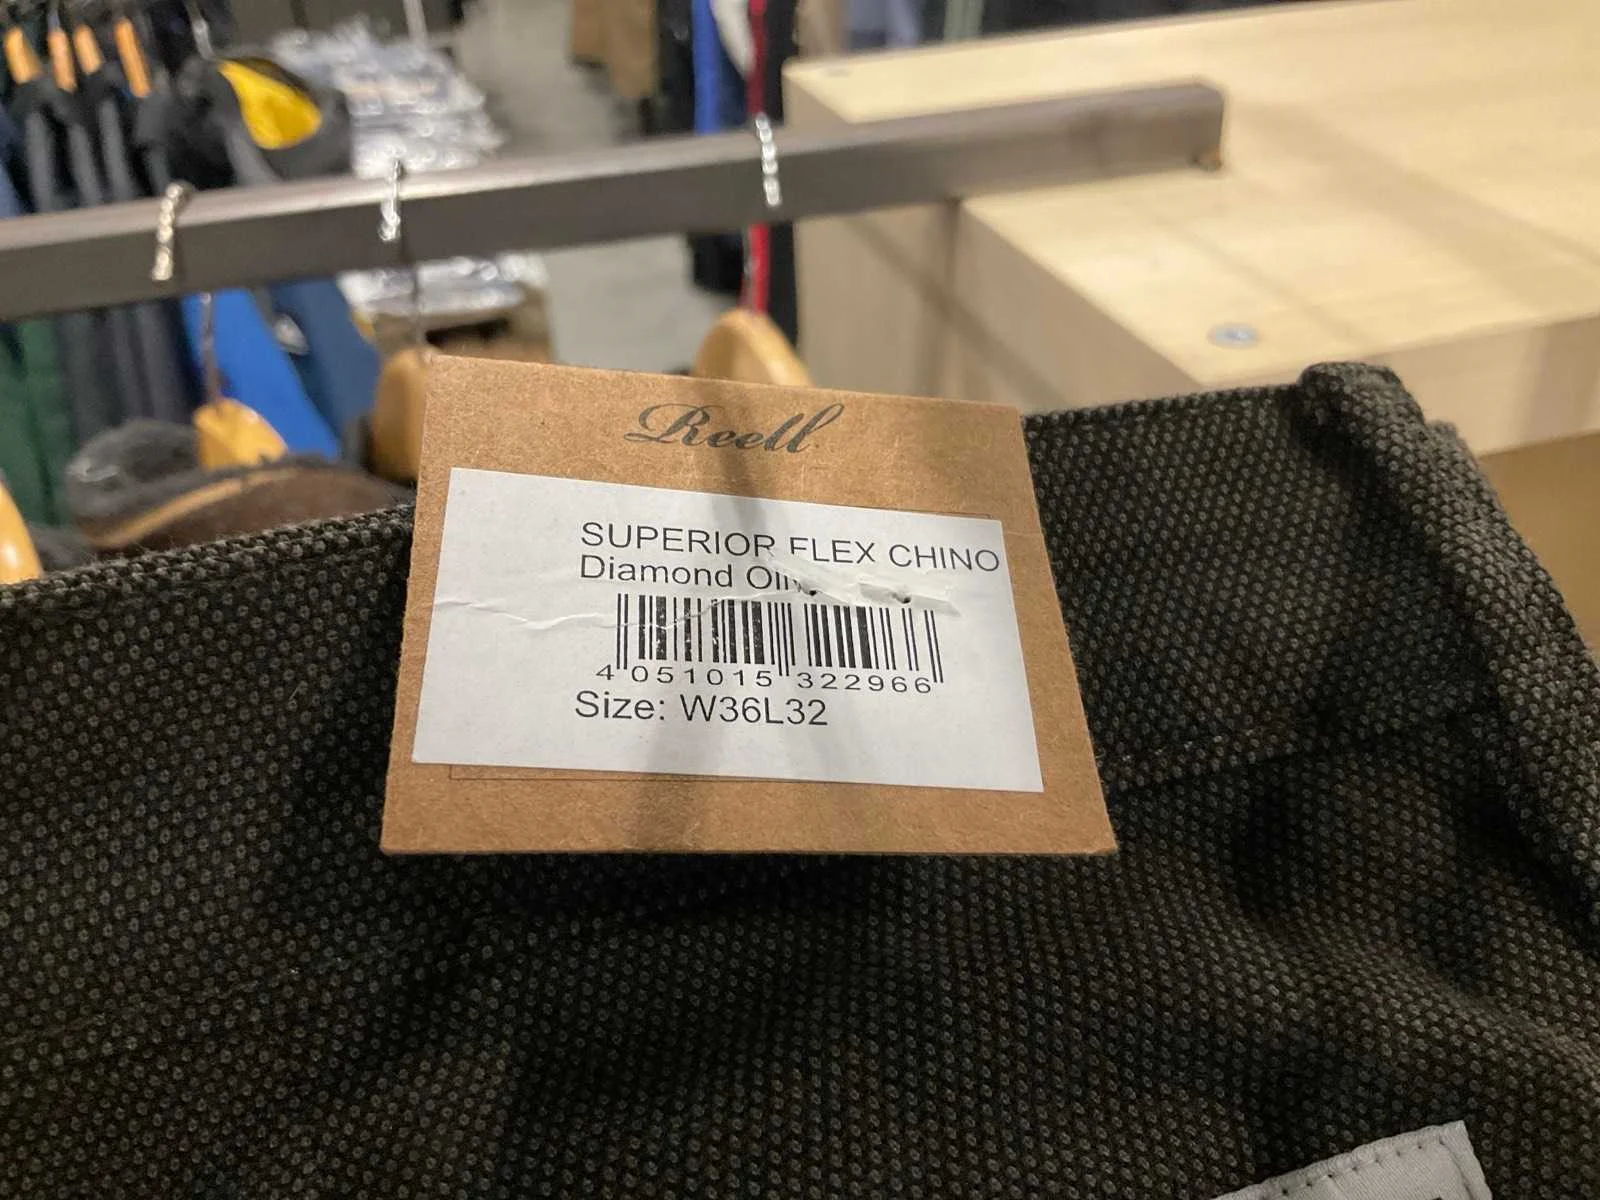 Reell
SUPERIOR FLEX CHINO
Diamond
4 051015 322966
Size: W36L32